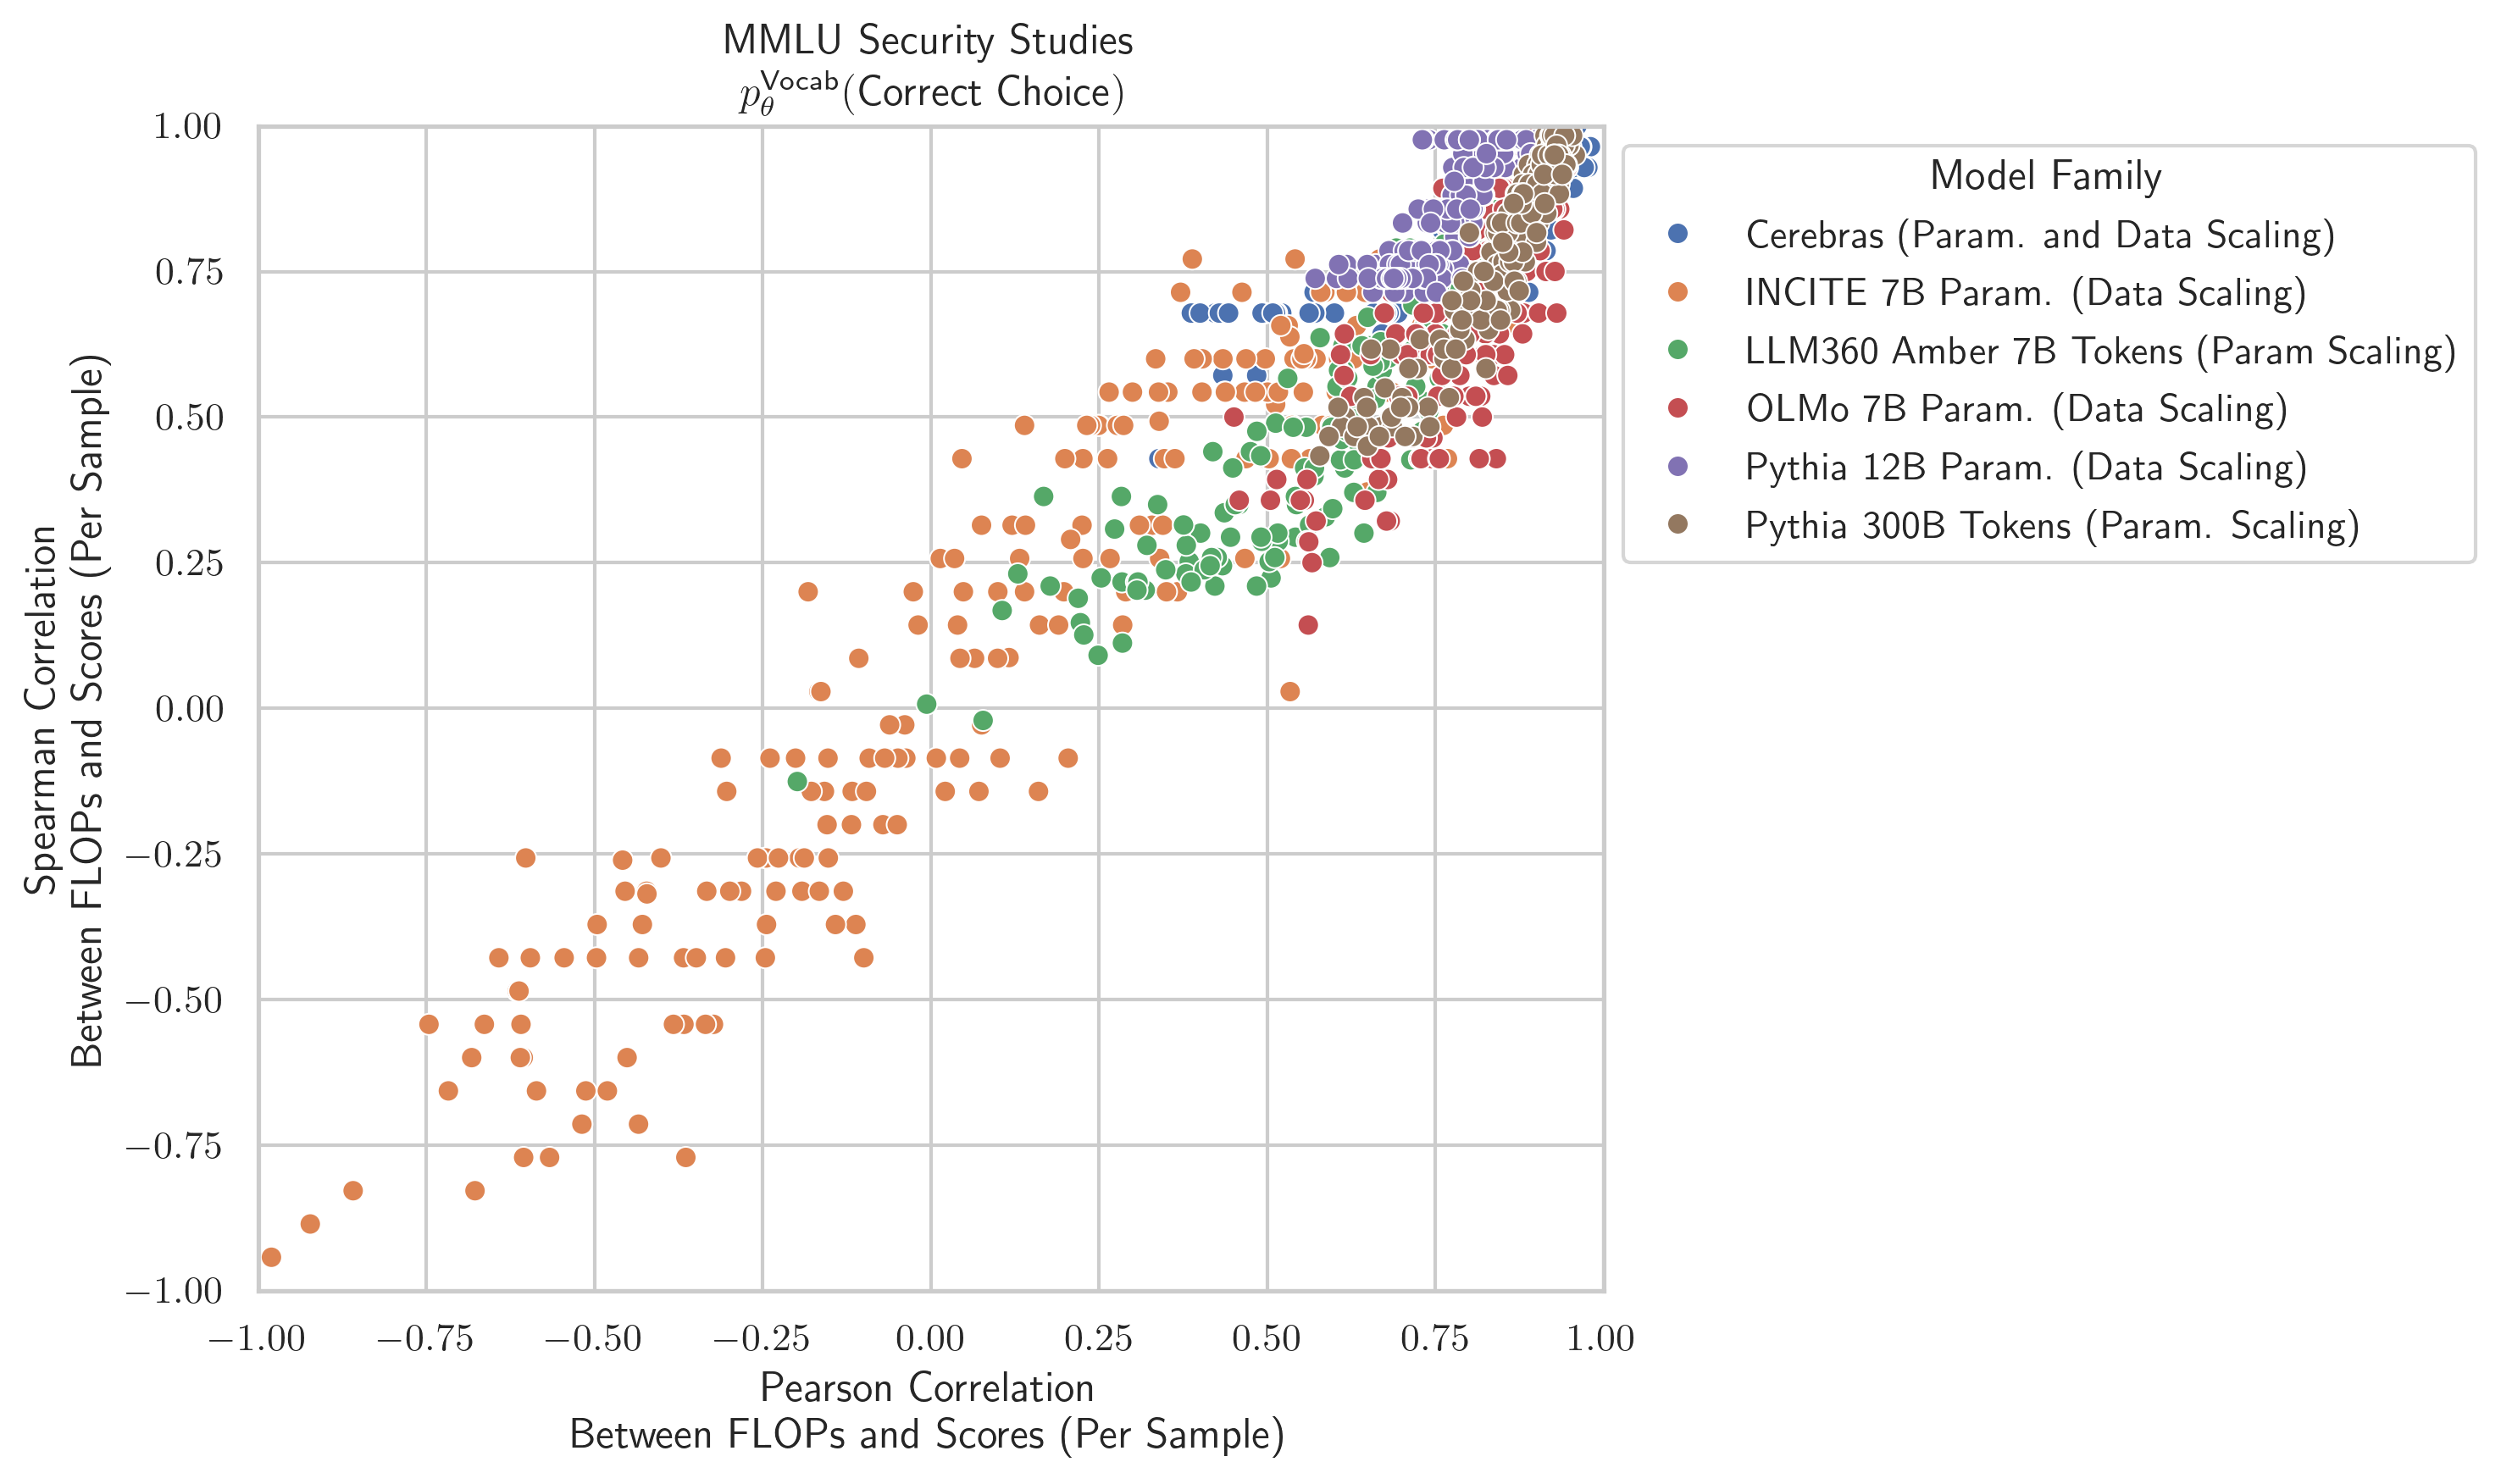 MMLU Security Studies
p_θ^Vocab(Correct Choice)
1.00
0.75
0.50
0.25
0.00
−0.25
−0.50
−0.75
−1.00
Spearman Correlation
Between FLOPs and Scores (Per Sample)
−1.00
−0.75
−0.50
−0.25
0.00
0.25
0.50
0.75
1.00
Pearson Correlation
Between FLOPs and Scores (Per Sample)
Model Family
Cerebras (Param. and Data Scaling)
INCITE 7B Param. (Data Scaling)
LLM360 Amber 7B Tokens (Param Scaling)
OLMo 7B Param. (Data Scaling)
Pythia 12B Param. (Data Scaling)
Pythia 300B Tokens (Param. Scaling)